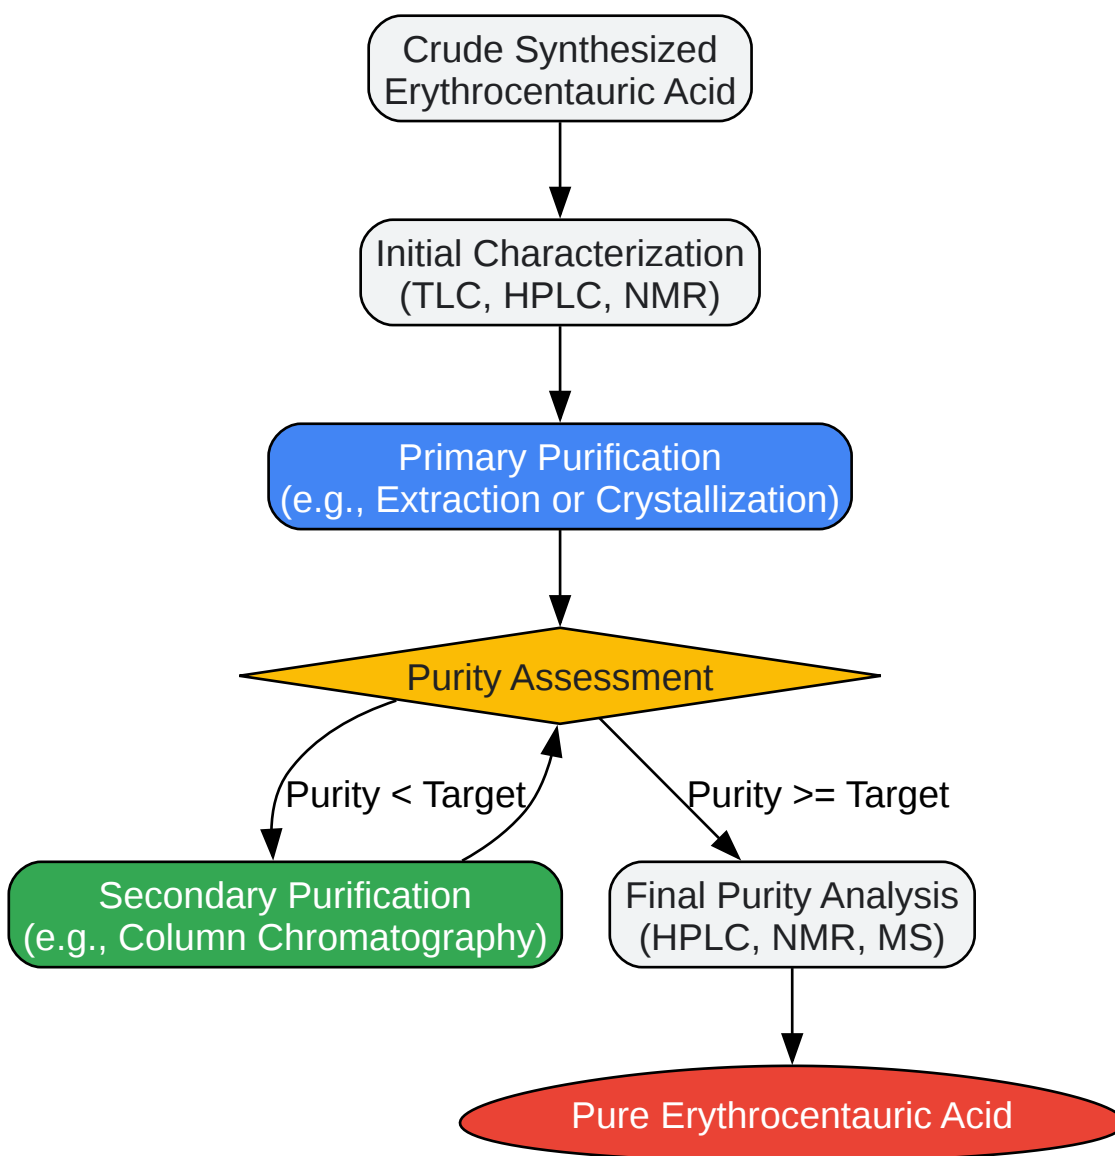 Crude Synthesized
Erythrocentauric Acid
Initial Characterization
(TLC, HPLC, NMR)
Primary Purification
(e.g., Extraction or Crystallization)
Purity Assessment
Purity < Target
Purity >= Target
Secondary Purification
(e.g., Column Chromatography)
Final Purity Analysis
(HPLC, NMR, MS)
Pure Erythrocentauric Acid